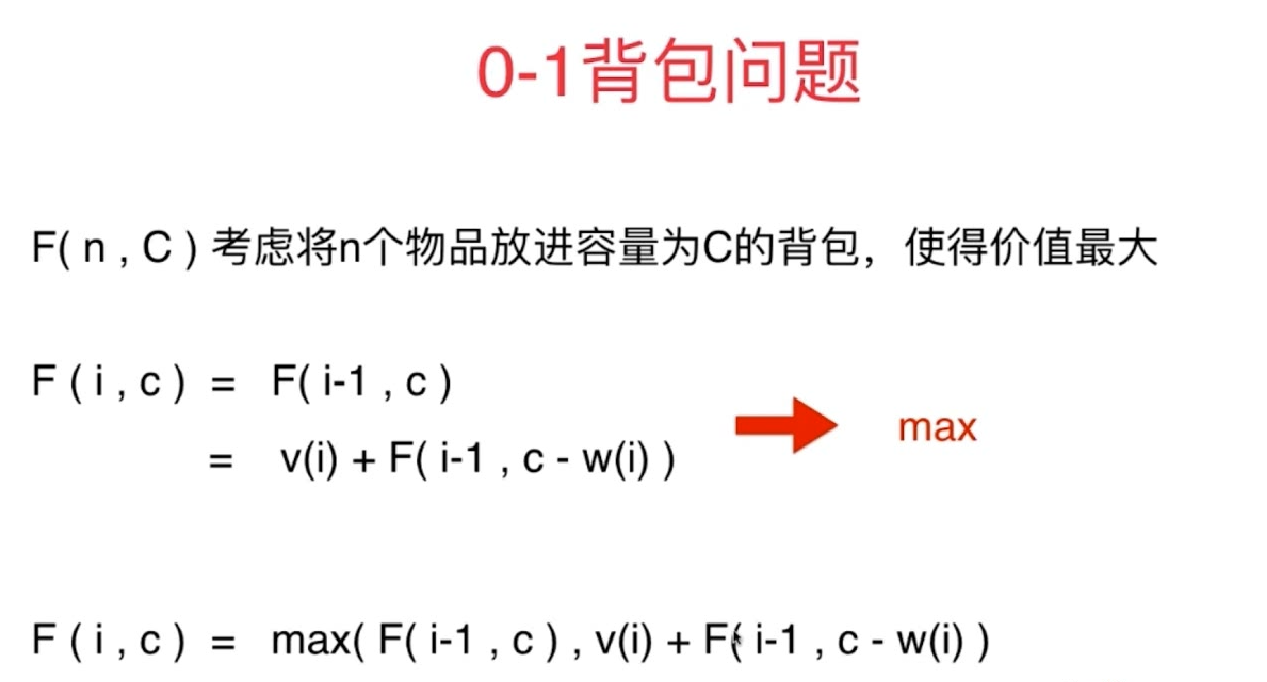 0-1背包问题
F( n , C ) 考虑将n个物品放进容量为C的背包，使得价值最大
F ( i , c ) = F( i-1 , c )
= v(i) + F( i-1 , c - w(i) )
max
F ( i , c ) = max( F( i-1 , c ) , v(i) + F( i-1 , c - w(i) )